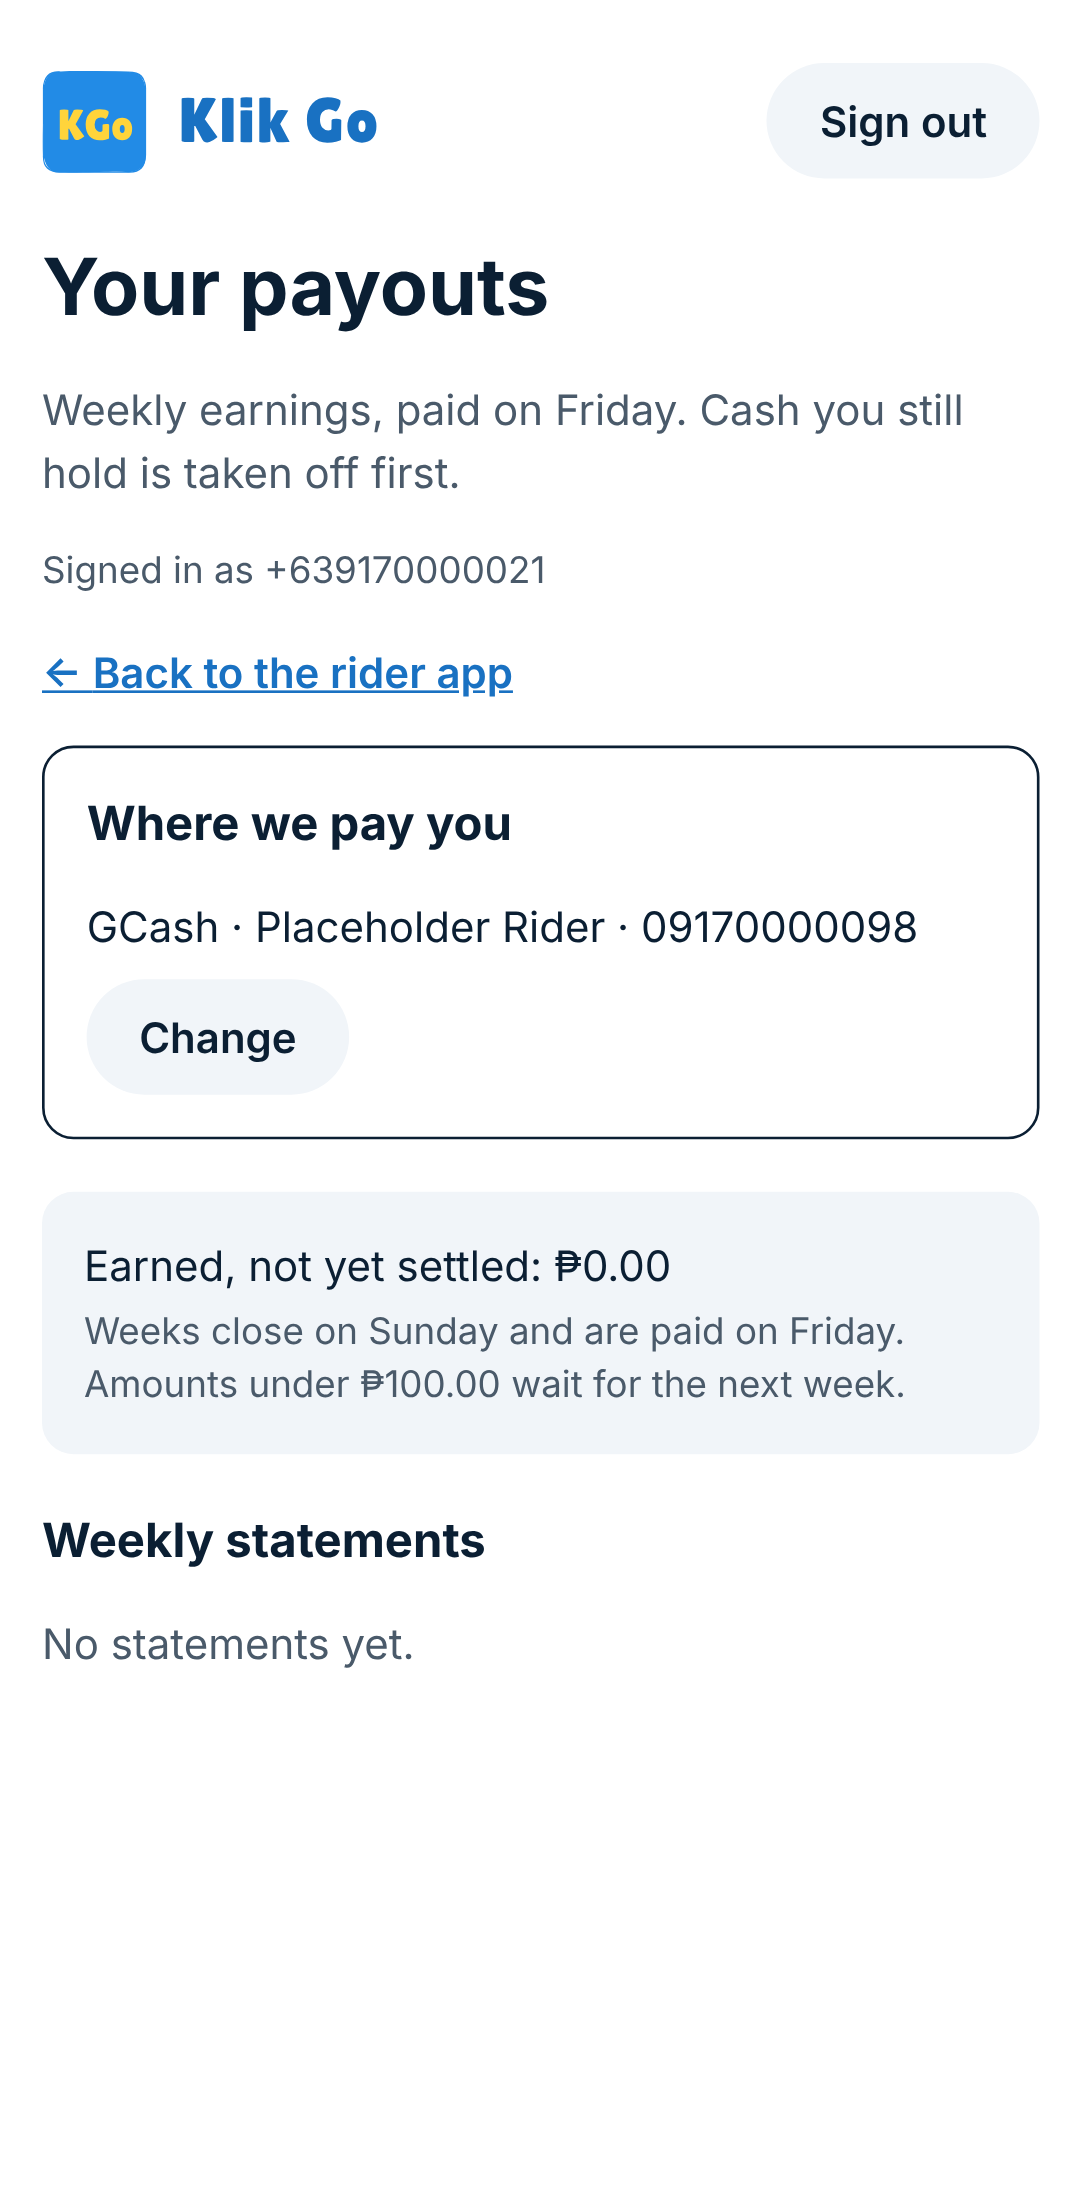 KGo
Klik Go
Sign out
Your payouts
Weekly earnings, paid on Friday. Cash you still
hold is taken off first.
Signed in as +639170000021
← Back to the rider app
Where we pay you
GCash · Placeholder Rider · 09170000098
Change
Earned, not yet settled: ₱0.00
Weeks close on Sunday and are paid on Friday.
Amounts under ₱100.00 wait for the next week.
Weekly statements
No statements yet.